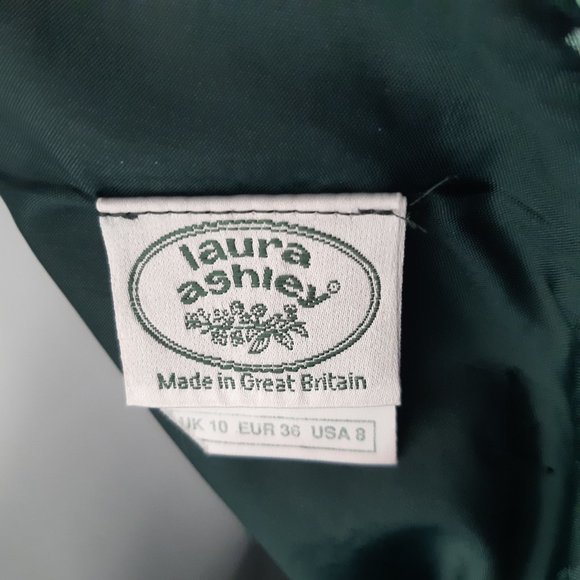 laura
ashley®
Made in Great Britain
UK 10 EUR 36 USA 8